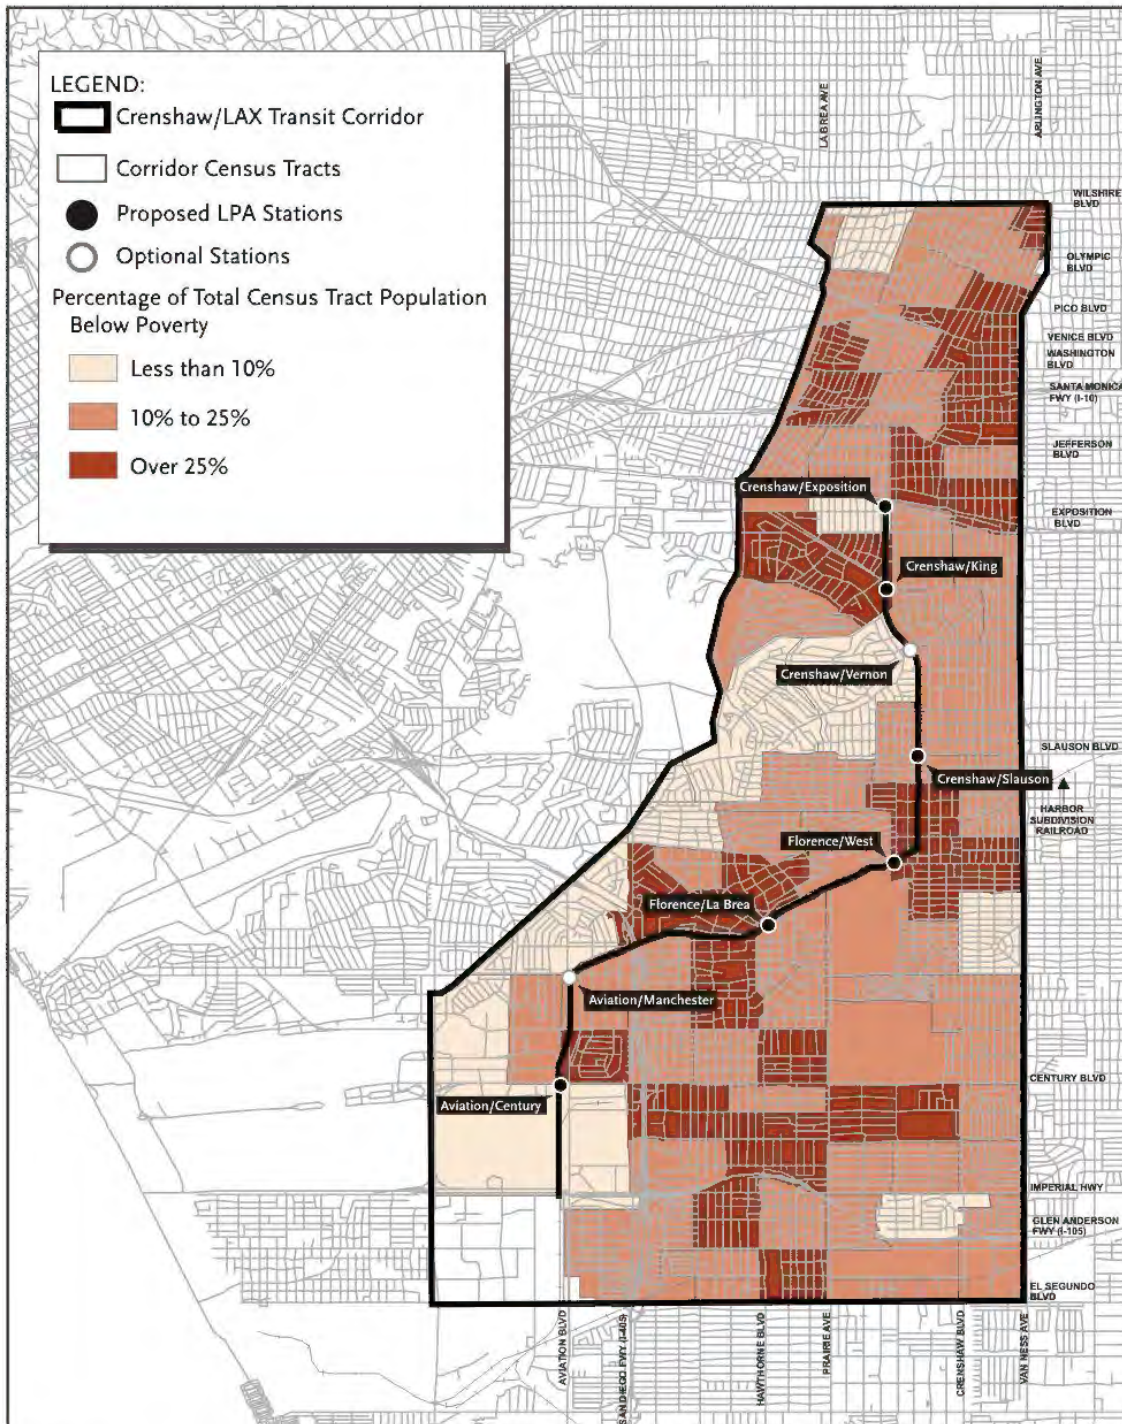 LEGEND:
Crenshaw/LAX Transit Corridor
Corridor Census Tracts
Proposed LPA Stations
Optional Stations
Percentage of Total Census Tract Population
Below Poverty
Less than 10%
10% to 25%
Over 25%
LA BREA AVE
ARLINGTON AVE
WILSHIRE
BLVD
OLYMPIC
BLVD
PICO BLVD
VENICE BLVD
WASHINGTON
BLVD
SANTA MONICA
FWY (I-10)
JEFFERSON
BLVD
Crenshaw/Exposition
EXPOSITION
BLVD
Crenshaw/King
Crenshaw/Vernon
SLAUSON BLVD
Crenshaw/Slauson
HARBOR
SUBDIVISION
RAILROAD
Florence/West
Florence/La Brea
Aviation/Manchester
CENTURY BLVD
Aviation/Century
IMPERIAL HWY
GLEN ANDERSON
FWY (I-105)
EL SEGUNDO
BLVD
AVIATION BLVD
SAN DIEGO FWY (I-405)
HAWTHORNE BLVD
PRAIRIE AVE
CRENSHAW BLVD
VAN NESS AVE